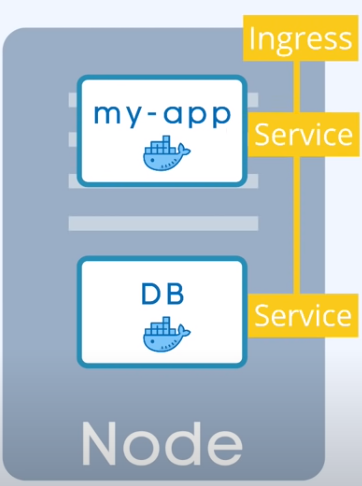 Ingress
my-app
Service
DB
Service
Node